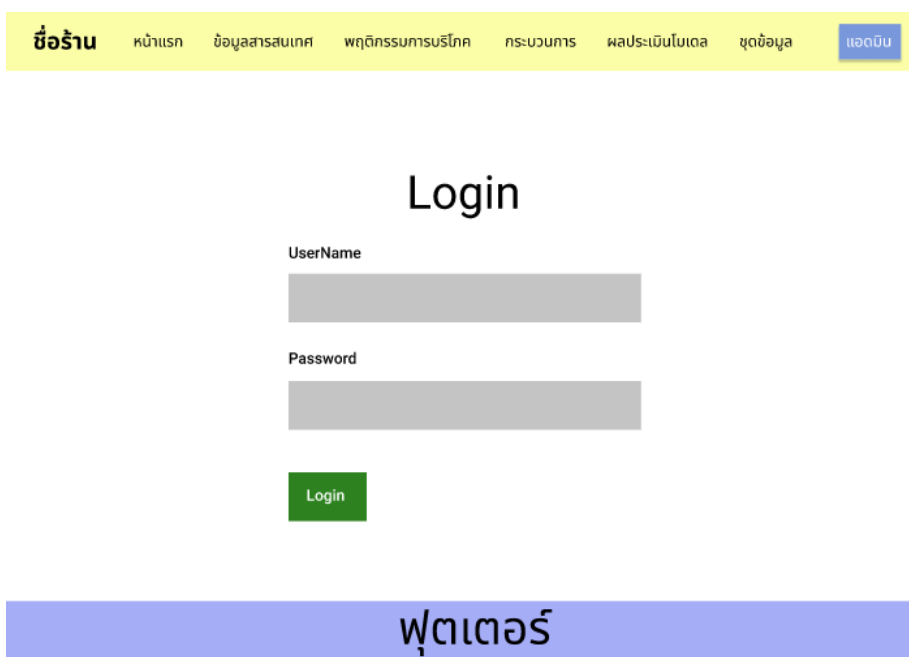 ชื่อร้าน หน้าแรก ข้อมูลสารสนเทศ พฤติกรรมการบริโภค กระบวนการ ผลประเมินโมเดล ชุดข้อมูล แอดมิน
Login
UserName
Password
Login
ฟุตเตอร์